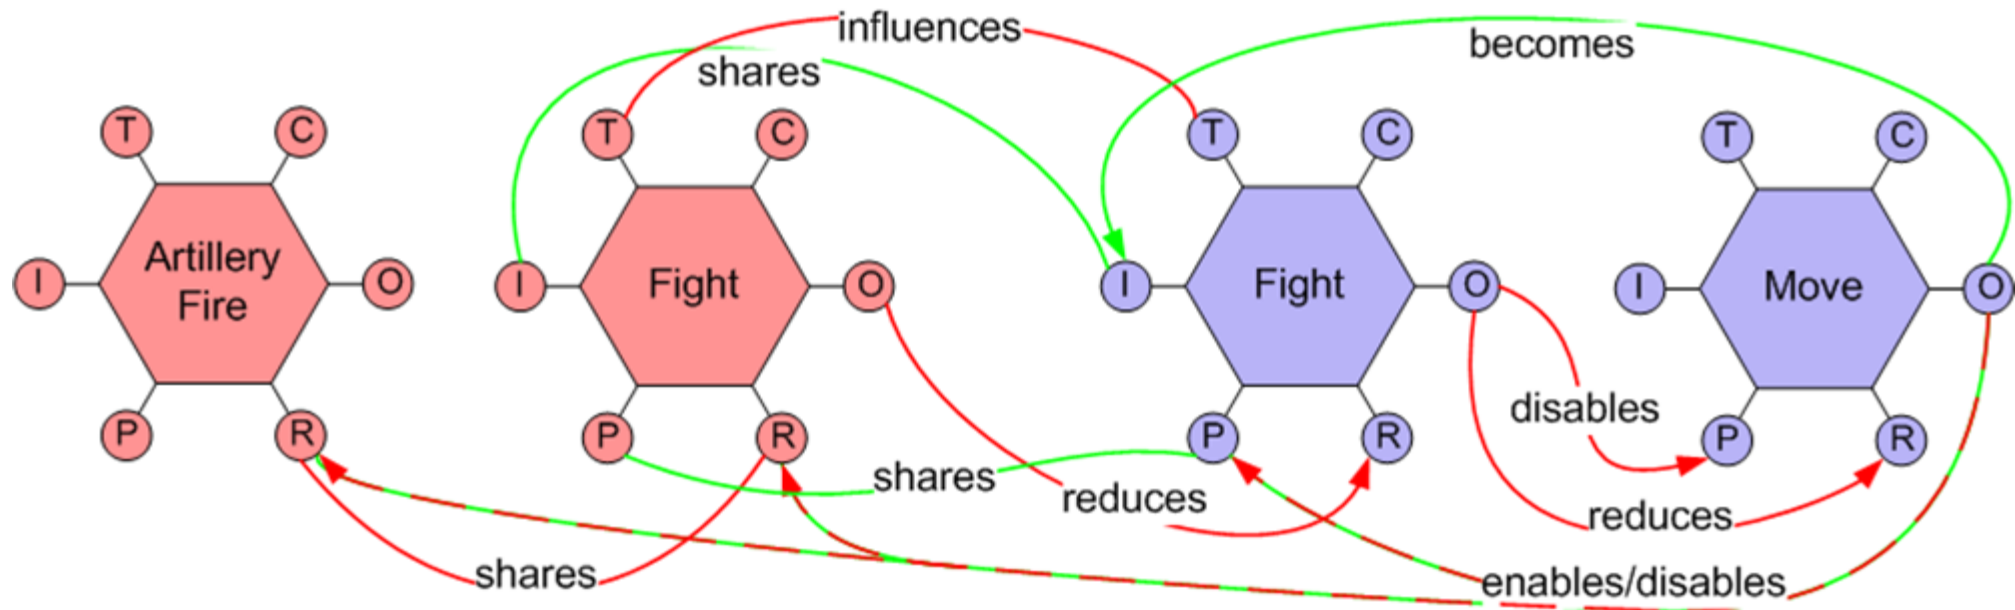 influences
becomes
shares
T
C
T
C
T
C
T
C
Artillery
Fire
Fight
Fight
Move
I
O
I
O
I
O
I
O
disables
P
R
P
R
P
R
P
R
shares
reduces
reduces
shares
enables/disables